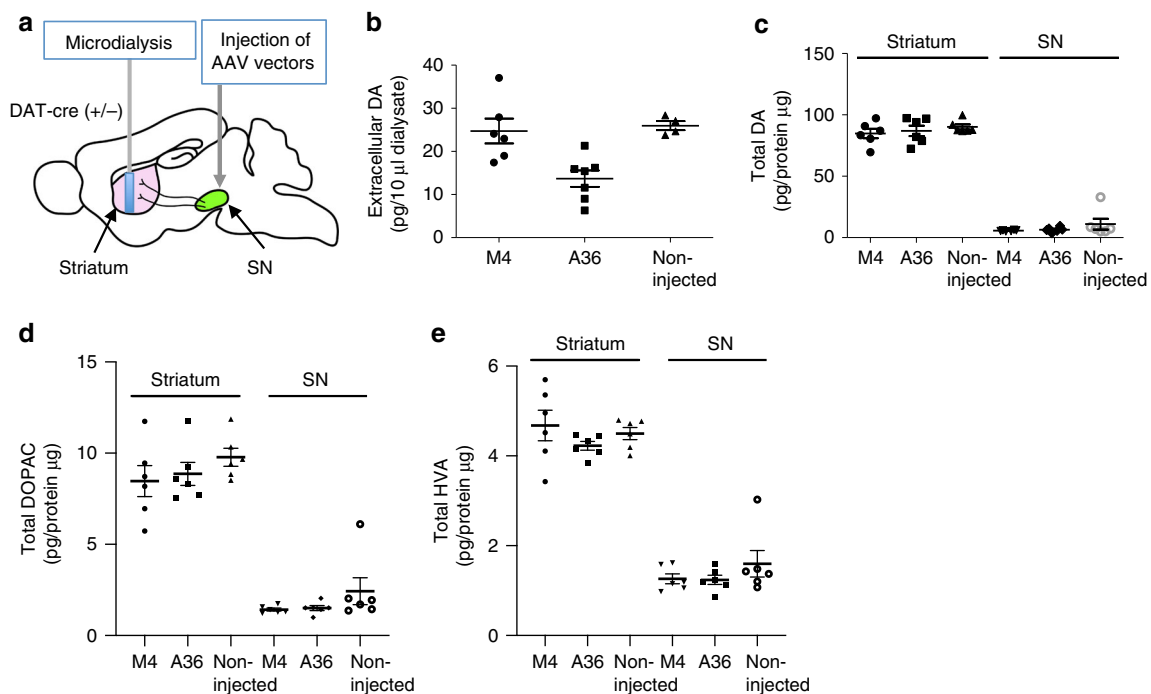 a
Microdialysis
Injection of
AAV vectors
DAT-cre (+/–)
Striatum
SN
b
Extracellular DA
(pg/10 µl dialysate)
40
30
20
10
0
M4
A36
Non-
injected
c
Striatum
SN
Total DA
(pg/protein µg)
150
100
50
0
M4
A36
Non-
injected
M4
A36
Non-
injected
d
Striatum
SN
Total DOPAC
(pg/protein µg)
15
10
5
0
M4
A36
Non-
injected
M4
A36
Non-
injected
e
Striatum
SN
Total HVA
(pg/protein µg)
6
4
2
0
M4
A36
Non-
injected
M4
A36
Non-
injected